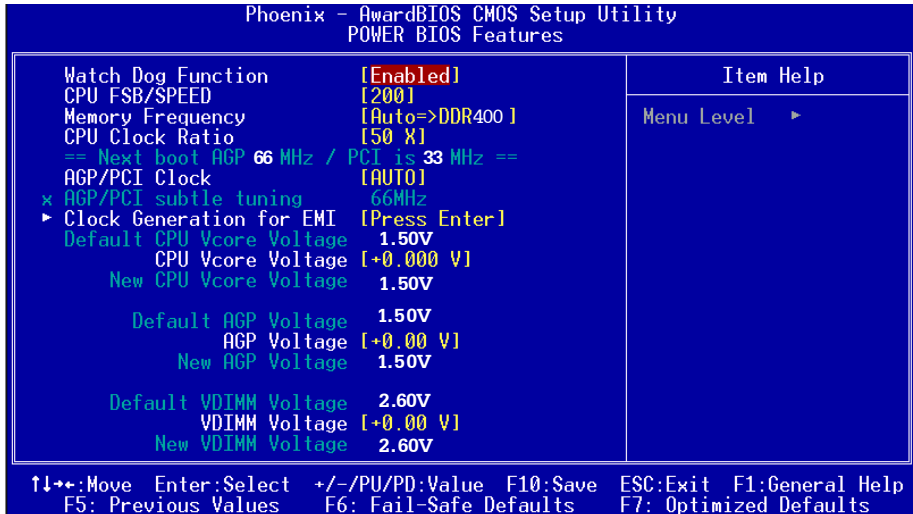 Phoenix - AwardBIOS CMOS Setup Utility
POWER BIOS Features
Watch Dog Function [Enabled]
CPU FSB/SPEED [200]
Memory Frequency [Auto=>DDR400 ]
CPU Clock Ratio [50 X]
== Next boot AGP 66 MHz / PCI is 33 MHz ==
AGP/PCI Clock [AUTO]
x AGP/PCI subtle tuning 66MHz
► Clock Generation for EMI [Press Enter]
Default CPU Vcore Voltage 1.50V
CPU Vcore Voltage [+0.000 V]
New CPU Vcore Voltage 1.50V
Default AGP Voltage 1.50V
AGP Voltage [+0.00 V]
New AGP Voltage 1.50V
Default VDIMM Voltage 2.60V
VDIMM Voltage [+0.00 V]
New VDIMM Voltage 2.60V
Item Help
Menu Level ►
↑↓→←:Move Enter:Select +/-/PU/PD:Value F10:Save ESC:Exit F1:General Help
F5: Previous Values F6: Fail-Safe Defaults F7: Optimized Defaults